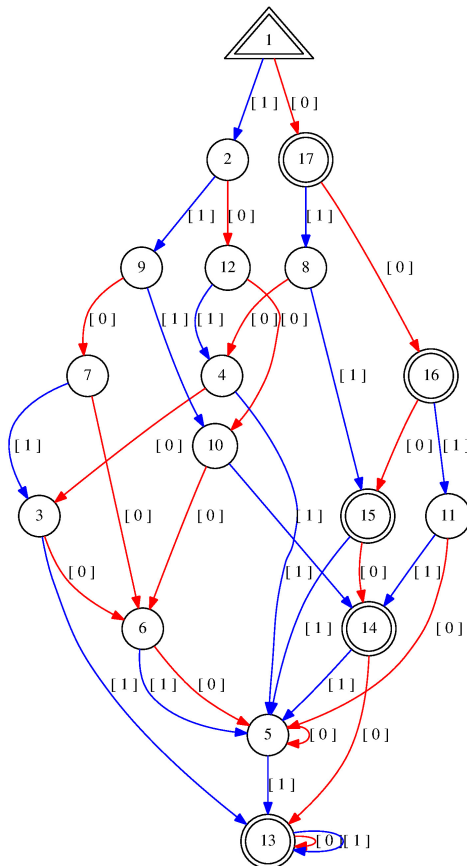 1
[ 1 ] [ 0 ]
2 17
[ 1 ] [ 0 ] [ 1 ]
9 12 8 [ 0 ]
[ 0 ] [ 1 ] [ 1 ] [ 0 ] [ 0 ]
7 4 [ 1 ] 16
[ 1 ] [ 0 ] 10 [ 0 ] [ 1 ]
3 [ 0 ] [ 0 ] [ 1 ] 15 11
[ 0 ] [ 1 ] [ 0 ] [ 1 ]
6 [ 1 ] 14 [ 0 ]
[ 1 ] [ 1 ] [ 0 ] [ 1 ]
5 [ 0 ] [ 0 ]
[ 1 ]
13 [ 0 ] [ 1 ]